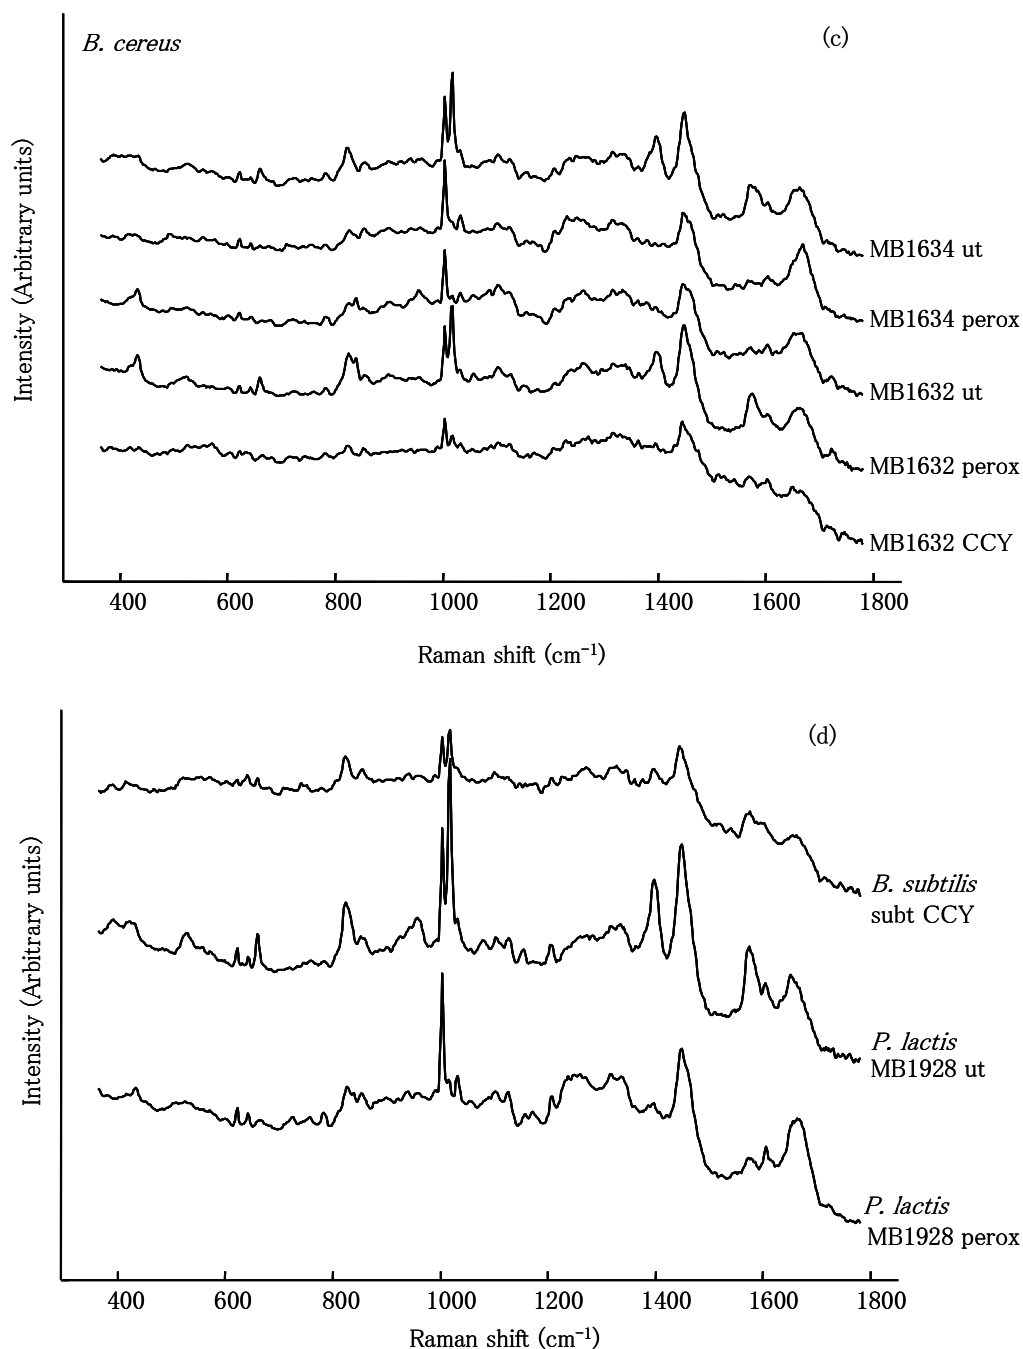 B. cereus
(c)
Intensity (Arbitrary units)
MB1634 ut
MB1634 perox
MB1632 ut
MB1632 perox
MB1632 CCY
400 600 800 1000 1200 1400 1600 1800
Raman shift (cm⁻¹)
(d)
Intensity (Arbitrary units)
B. subtilis
subt CCY
P. lactis
MB1928 ut
P. lactis
MB1928 perox
400 600 800 1000 1200 1400 1600 1800
Raman shift (cm⁻¹)